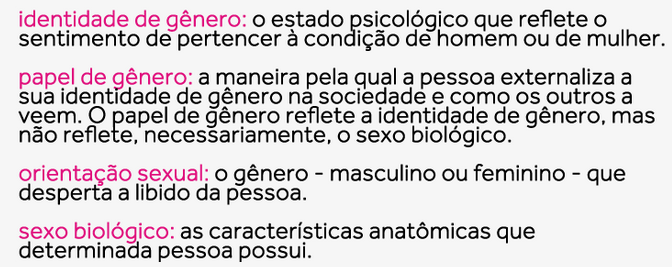 identidade de gênero: o estado psicológico que reflete o
sentimento de pertencer à condição de homem ou de mulher.
papel de gênero: a maneira pela qual a pessoa externaliza a
sua identidade de gênero na sociedade e como os outros a
veem. O papel de gênero reflete a identidade de gênero, mas
não reflete, necessariamente, o sexo biológico.
orientação sexual: o gênero - masculino ou feminino - que
desperta a libido da pessoa.
sexo biológico: as características anatômicas que
determinada pessoa possui.